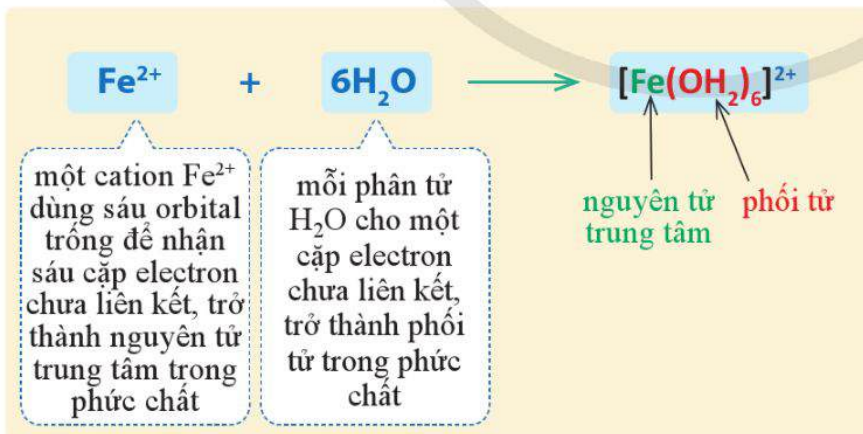 Fe²⁺ + 6H₂O → [Fe(OH₂)₆]²⁺
một cation Fe²⁺
dùng sáu orbital
trống để nhận
sáu cặp electron
chưa liên kết, trở
thành nguyên tử
trung tâm trong
phức chất
mỗi phân tử
H₂O cho một
cặp electron
chưa liên kết,
trở thành phối
tử trong phức
chất
nguyên tử
trung tâm
phối tử